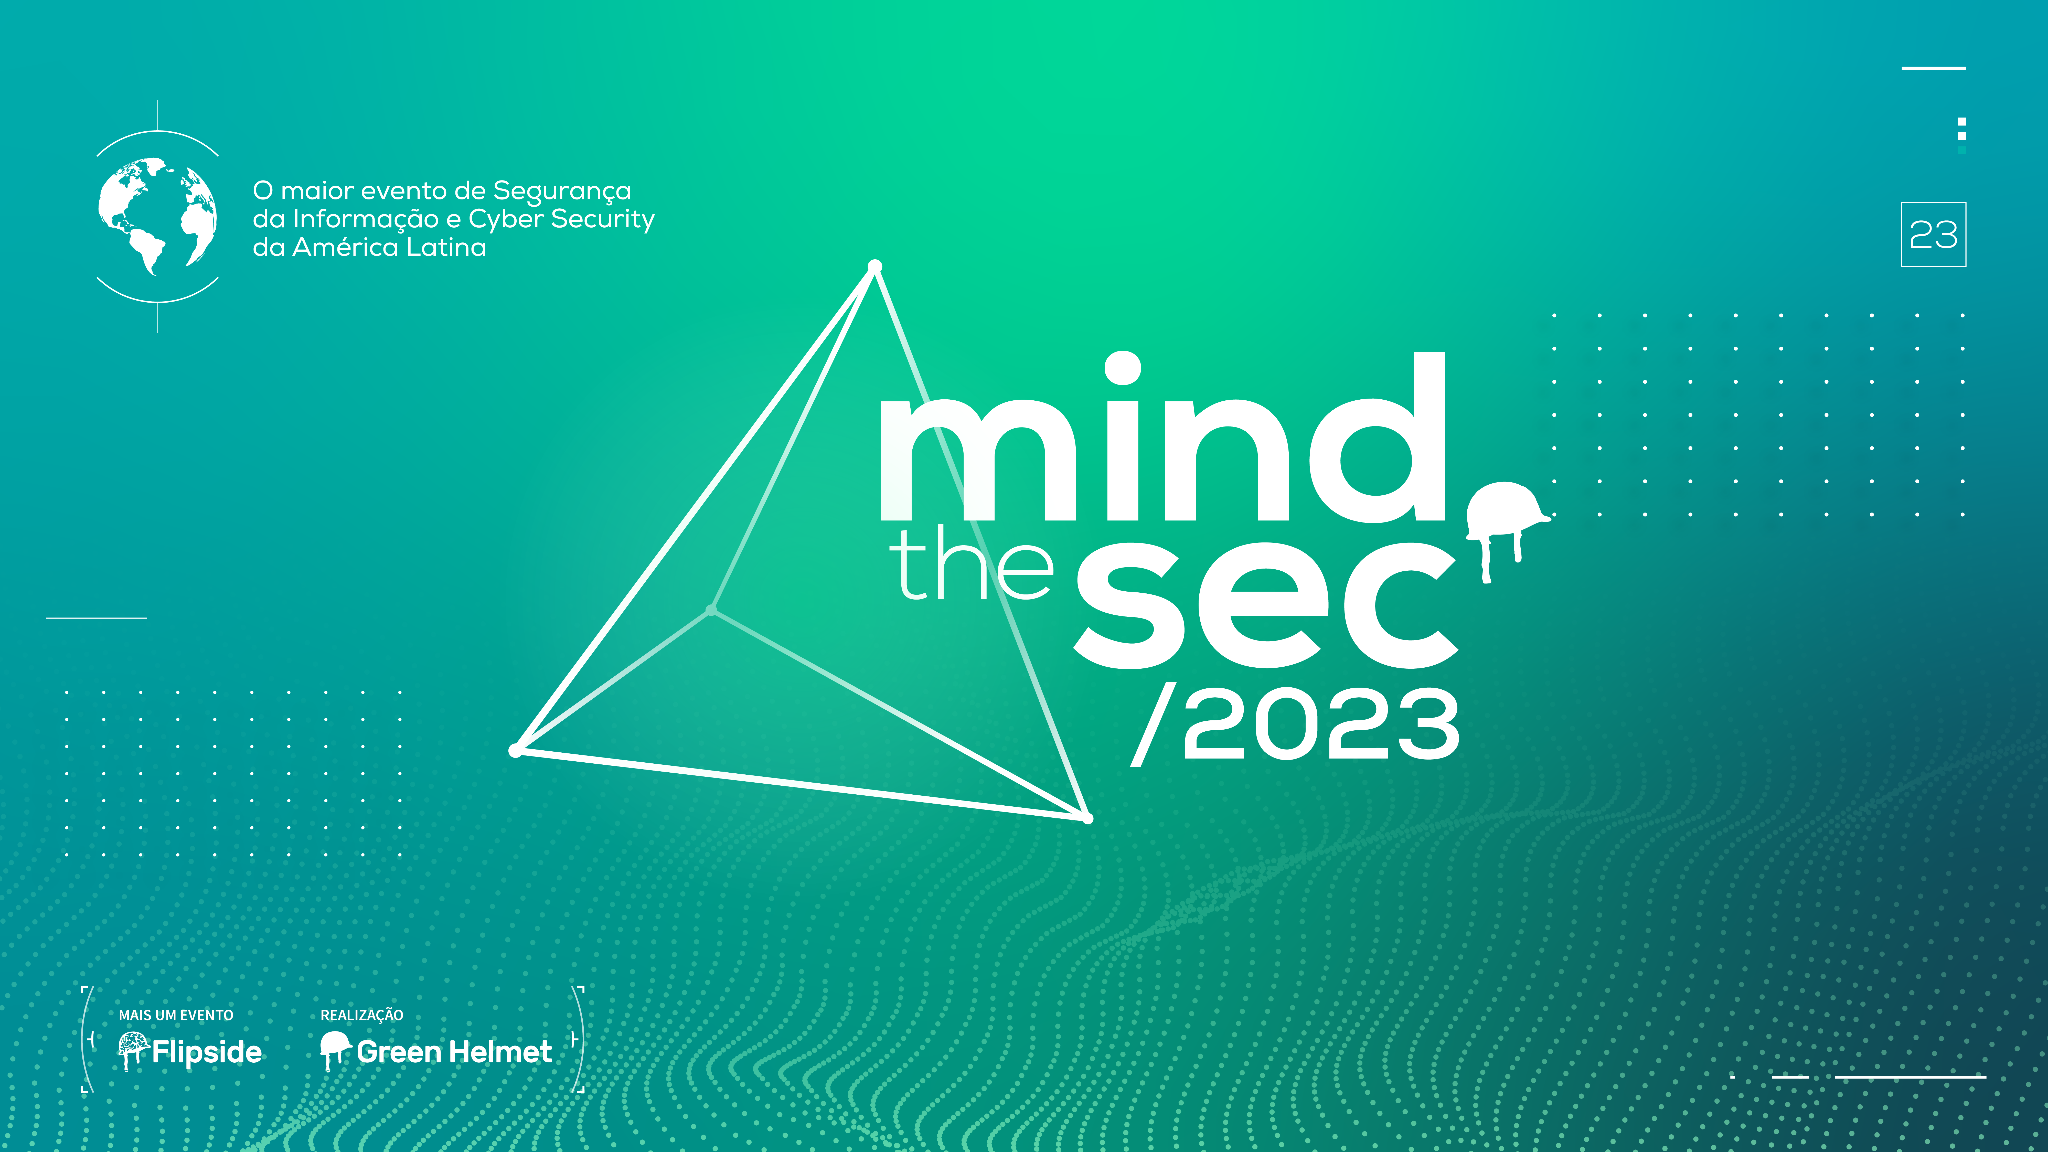 O maior evento de Segurança
da Informação e Cyber Security
da América Latina
23
mind
the sec
/2023
MAIS UM EVENTO
Flipside
REALIZAÇÃO
Green Helmet